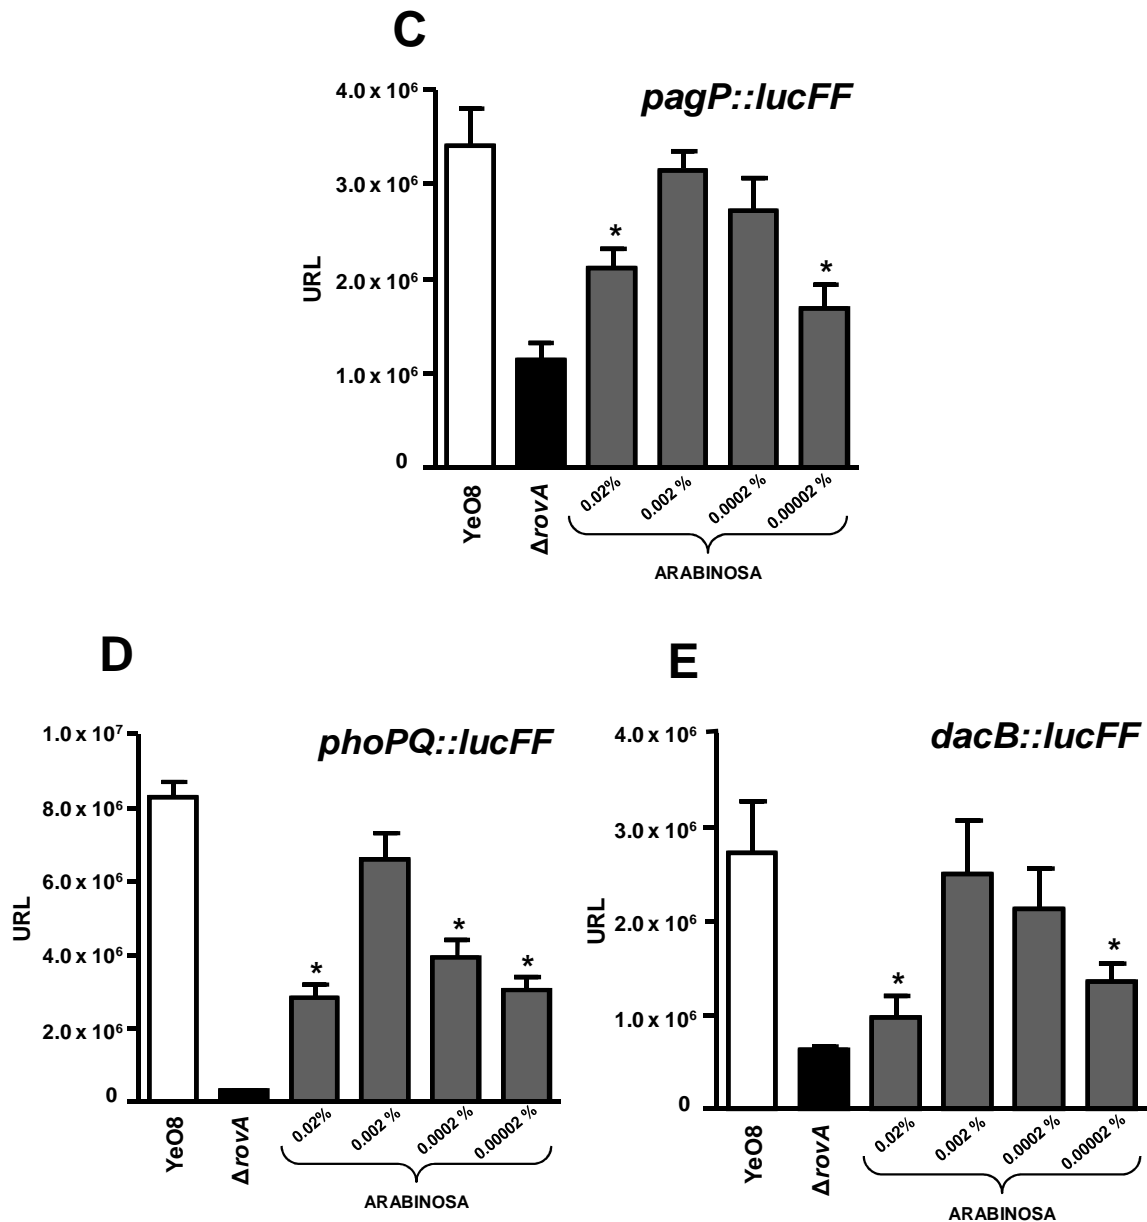 C
pagP::lucFF
4.0 x 10⁶
3.0 x 10⁶
2.0 x 10⁶
1.0 x 10⁶
0
URL
*
*
YeO8
ΔrovA
0.02%
0.002 %
0.0002 %
0.00002 %
ARABINOSA
D
phoPQ::lucFF
1.0 x 10⁷
8.0 x 10⁶
6.0 x 10⁶
4.0 x 10⁶
2.0 x 10⁶
0
URL
*
*
*
YeO8
ΔrovA
0.02%
0.002 %
0.0002 %
0.00002 %
ARABINOSA
E
dacB::lucFF
4.0 x 10⁶
3.0 x 10⁶
2.0 x 10⁶
1.0 x 10⁶
0
URL
*
*
YeO8
ΔrovA
0.02%
0.002 %
0.0002 %
0.00002 %
ARABINOSA